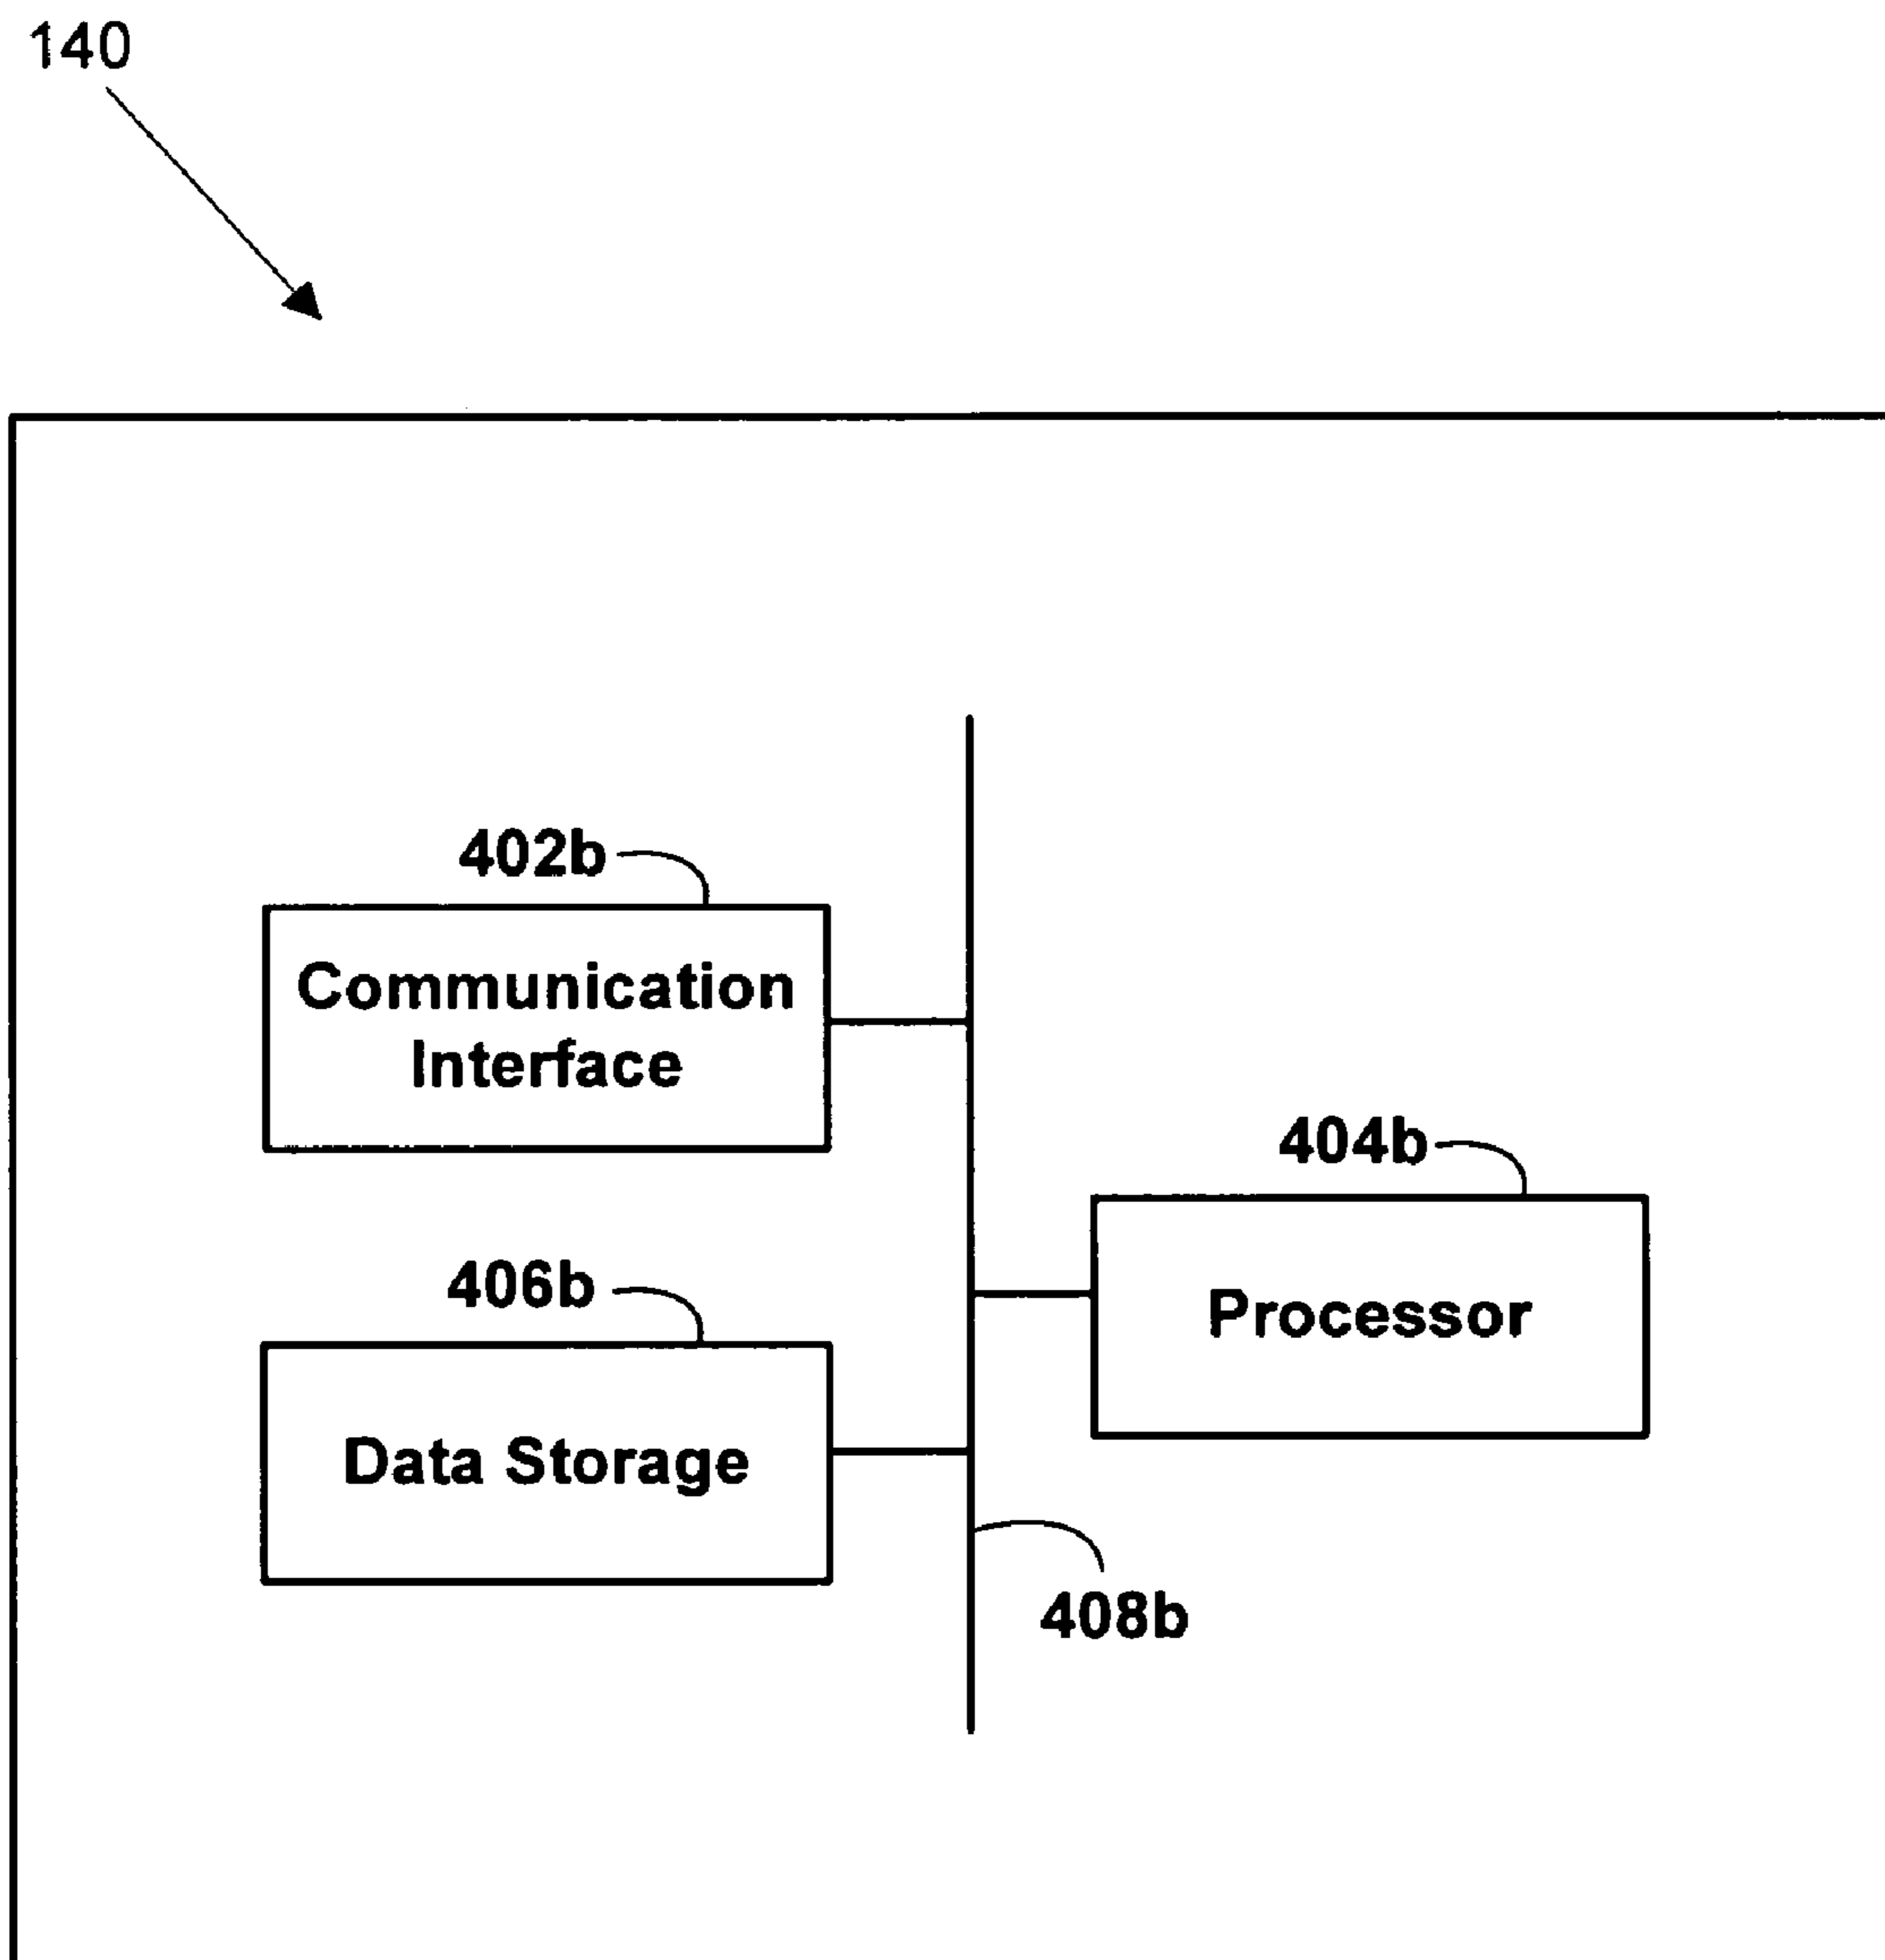 140
402b
Communication
Interface
404b
406b
Processor
Data Storage
408b